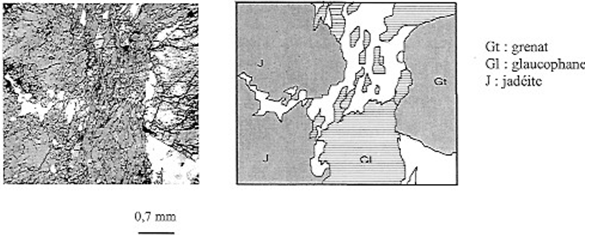 J
J
Gt
Gl
Gt : grenat
Gl : glaucophane
J : jadéite
0,7 mm